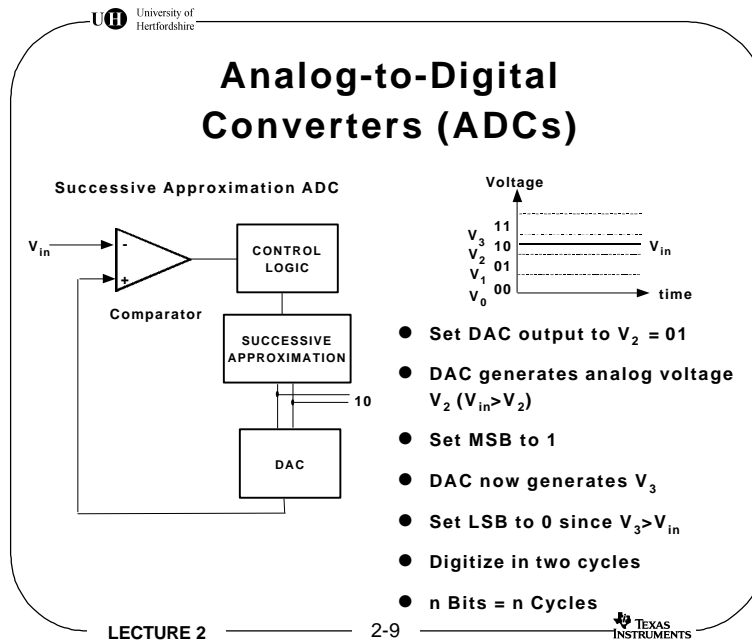 UH University of
Hertfordshire
Analog-to-Digital
Converters (ADCs)
Successive Approximation ADC
Vin
-
+
Comparator
CONTROL
LOGIC
SUCCESSIVE
APPROXIMATION
10
DAC
Voltage
11
V3 10
V2
01
V1
00
V0
Vin
time
● Set DAC output to V2 = 01
● DAC generates analog voltage
V2 (Vin>V2)
● Set MSB to 1
● DAC now generates V3
● Set LSB to 0 since V3>Vin
● Digitize in two cycles
● n Bits = n Cycles
LECTURE 2
2-9
TEXAS
INSTRUMENTS